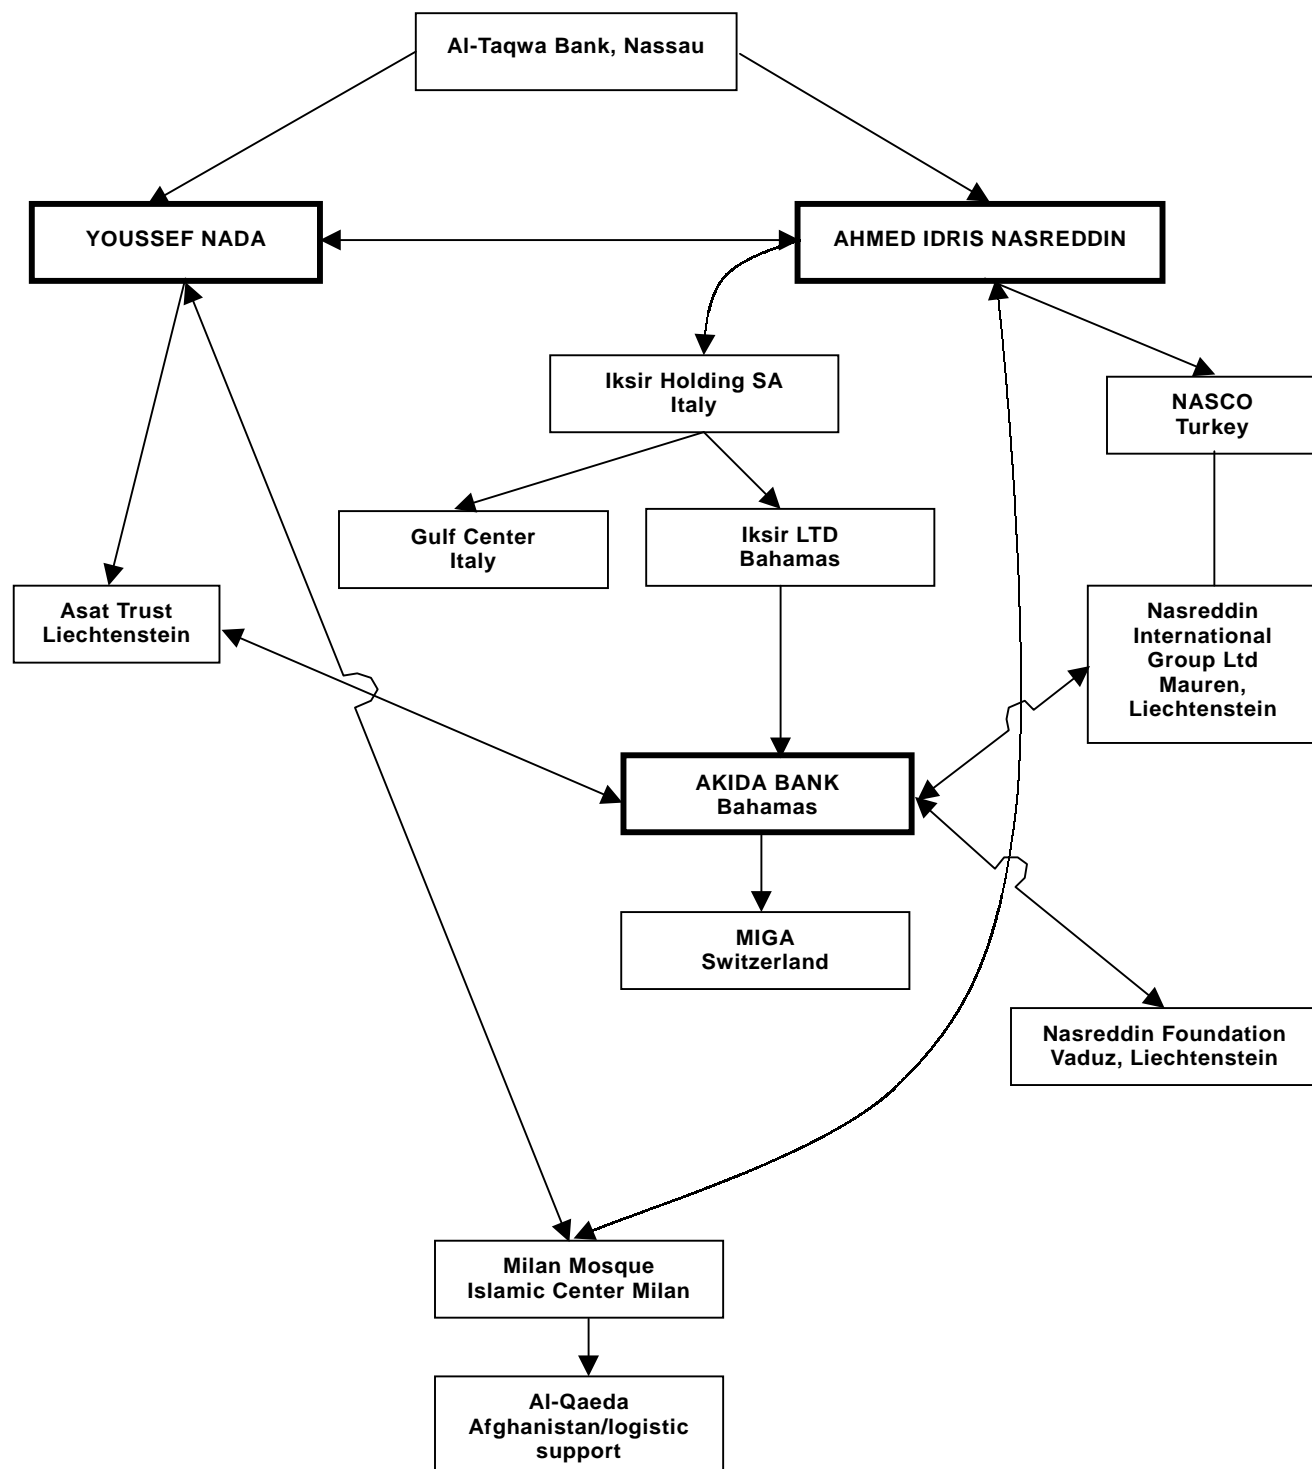 Al-Taqwa Bank, Nassau
YOUSSEF NADA
AHMED IDRIS NASREDDIN
Iksir Holding SA
Italy
NASCO
Turkey
Gulf Center
Italy
Iksir LTD
Bahamas
Asat Trust
Liechtenstein
Nasreddin
International
Group Ltd
Mauren,
Liechtenstein
AKIDA BANK
Bahamas
MIGA
Switzerland
Nasreddin Foundation
Vaduz, Liechtenstein
Milan Mosque
Islamic Center Milan
Al-Qaeda
Afghanistan/logistic
support